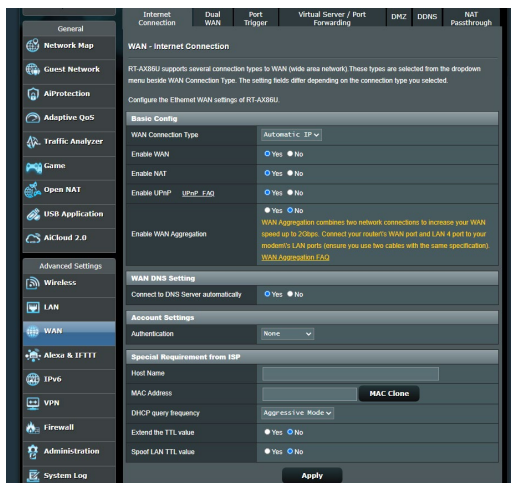 General
Network Map
Guest Network
AiProtection
Adaptive QoS
Traffic Analyzer
Game
Open NAT
USB Application
AiCloud 2.0
Advanced Settings
Wireless
LAN
WAN
Alexa & IFTTT
IPv6
VPN
Firewall
Administration
System Log
Internet Connection
Dual WAN
Port Trigger
Virtual Server / Port Forwarding
DMZ
DDNS
NAT Passthrough
WAN - Internet Connection
RT-AX86U supports several connection types to WAN (wide area network).These types are selected from the dropdown
menu beside WAN Connection Type. The setting fields differ depending on the connection type you selected.
Configure the Ethernet WAN settings of RT-AX86U.
Basic Config
WAN Connection Type Automatic IP
Enable WAN Yes No
Enable NAT Yes No
Enable UPnP UPnP FAQ Yes No
Enable WAN Aggregation Yes No
WAN Aggregation combines two network connections to increase your WAN
speed up to 2Gbps. Connect your router\'s WAN port and LAN 4 port to your
modem\'s LAN ports (ensure you use two cables with the same specification).
WAN Aggregation FAQ
WAN DNS Setting
Connect to DNS Server automatically Yes No
Account Settings
Authentication None
Special Requirement from ISP
Host Name
MAC Address MAC Clone
DHCP query frequency Aggressive Mode
Extend the TTL value Yes No
Spoof LAN TTL value Yes No
Apply